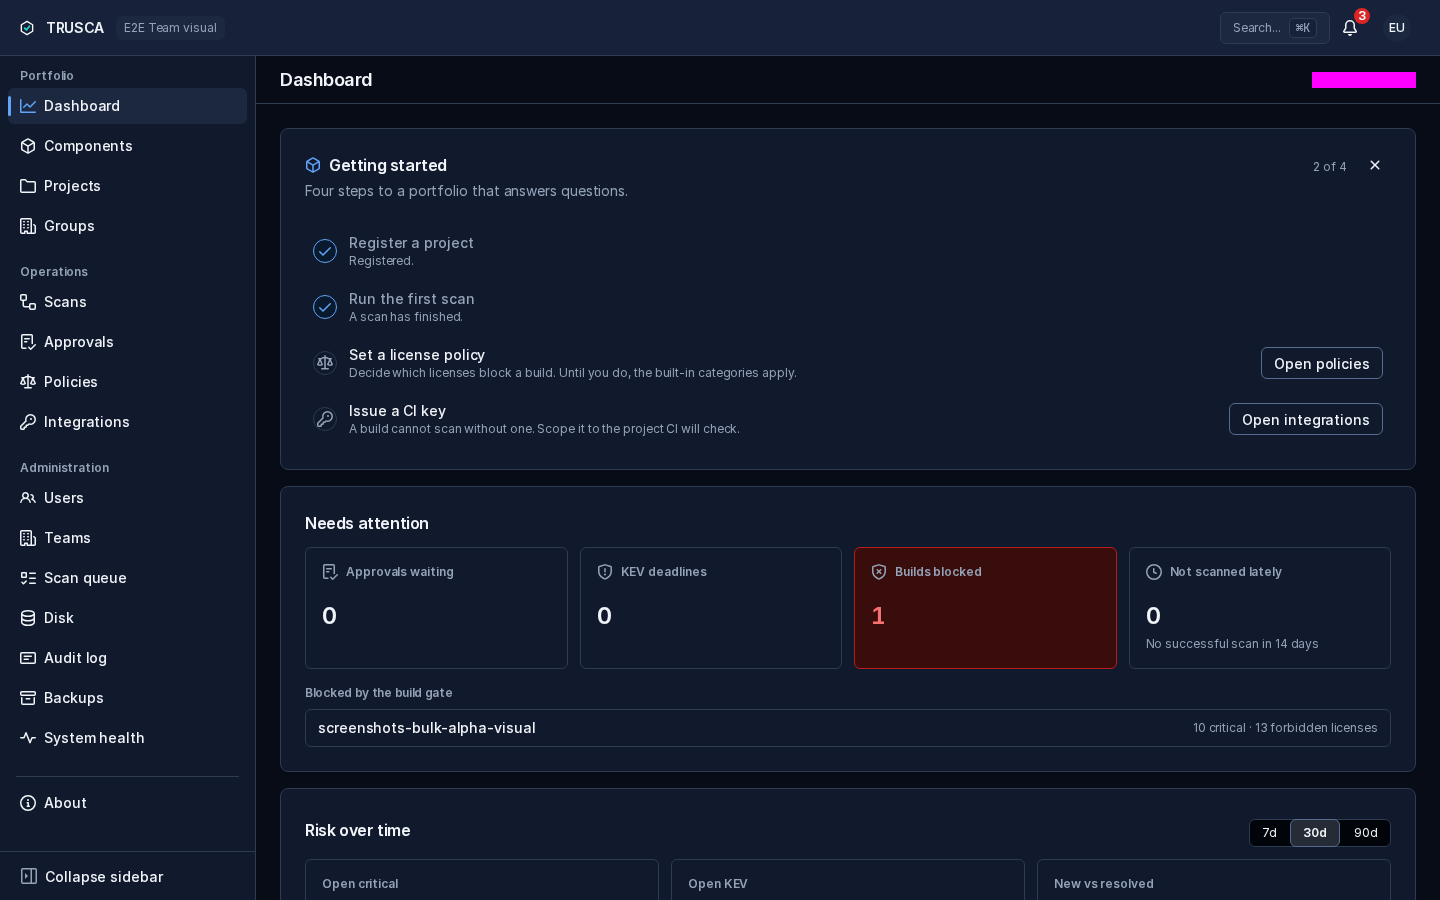 TRUSCA
E2E Team visual
Search...
⌘K
3
EU
Portfolio
Dashboard
Components
Projects
Groups
Operations
Scans
Approvals
Policies
Integrations
Administration
Users
Teams
Scan queue
Disk
Audit log
Backups
System health
About
Collapse sidebar
Dashboard
Getting started
2 of 4
Four steps to a portfolio that answers questions.
Register a project
Registered.
Run the first scan
A scan has finished.
Set a license policy
Decide which licenses block a build. Until you do, the built-in categories apply.
Open policies
Issue a CI key
A build cannot scan without one. Scope it to the project CI will check.
Open integrations
Needs attention
Approvals waiting
0
KEV deadlines
0
Builds blocked
1
Not scanned lately
0
No successful scan in 14 days
Blocked by the build gate
screenshots-bulk-alpha-visual
10 critical · 13 forbidden licenses
Risk over time
7d
30d
90d
Open critical
Open KEV
New vs resolved